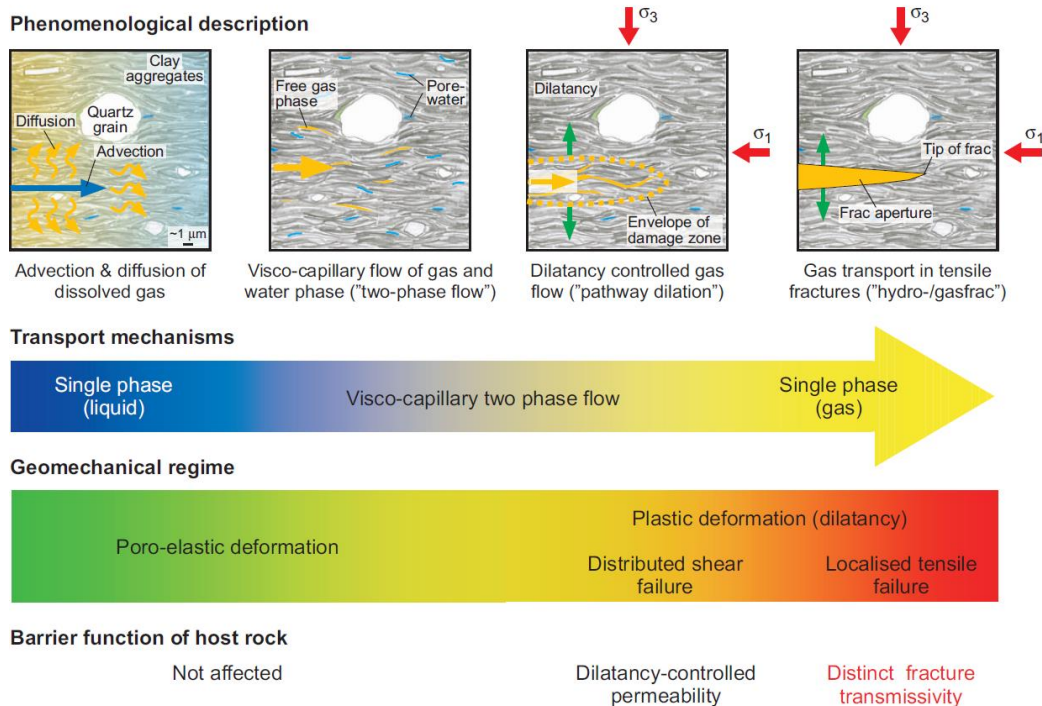 Phenomenological description
σ3
σ3
Clay
aggregates
Diffusion
Quartz
grain
Advection
~1 μm
Free gas
phase
Pore-
water
Dilatancy
Envelope of
damage zone
σ1
Tip of frac
Frac aperture
σ1
Advection & diffusion of
dissolved gas
Visco-capillary flow of gas and
water phase ("two-phase flow")
Dilatancy controlled gas
flow ("pathway dilation")
Gas transport in tensile
fractures ("hydro-/gasfrac")
Transport mechanisms
Single phase
(liquid)
Visco-capillary two phase flow
Single phase
(gas)
Geomechanical regime
Poro-elastic deformation
Plastic deformation (dilatancy)
Distributed shear
failure
Localised tensile
failure
Barrier function of host rock
Not affected
Dilatancy-controlled
permeability
Distinct fracture
transmissivity